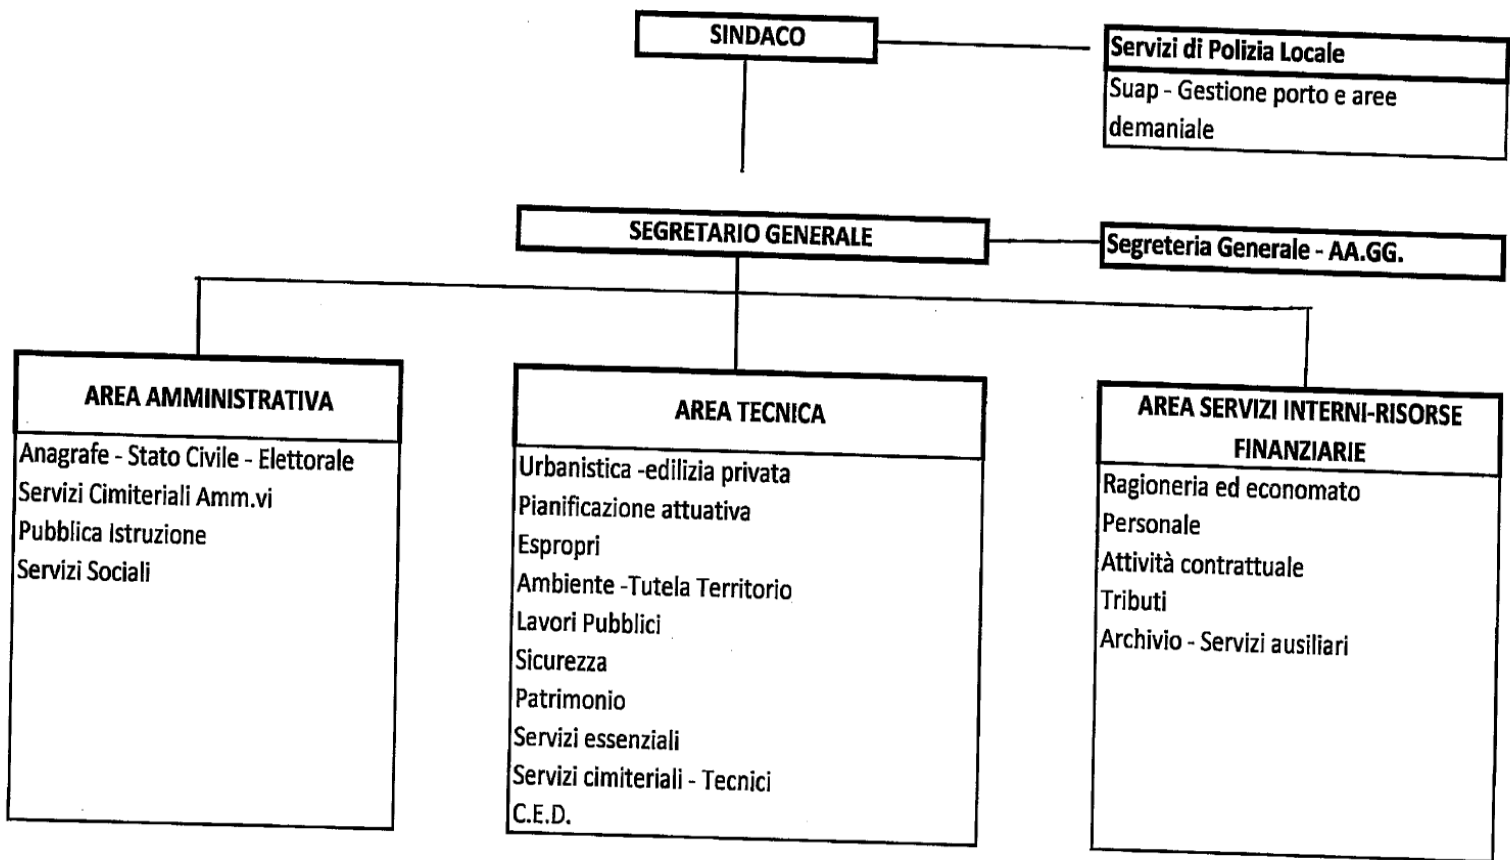 SINDACO
Servizi di Polizia Locale
Suap - Gestione porto e aree
demaniale
SEGRETARIO GENERALE
Segreteria Generale - AA.GG.
AREA AMMINISTRATIVA
Anagrafe - Stato Civile - Elettorale
Servizi Cimiteriali Amm.vi
Pubblica Istruzione
Servizi Sociali
AREA TECNICA
Urbanistica -edilizia privata
Pianificazione attuativa
Espropri
Ambiente -Tutela Territorio
Lavori Pubblici
Sicurezza
Patrimonio
Servizi essenziali
Servizi cimiteriali - Tecnici
C.E.D.
AREA SERVIZI INTERNI-RISORSE
FINANZIARIE
Ragioneria ed economato
Personale
Attività contrattuale
Tributi
Archivio - Servizi ausiliari